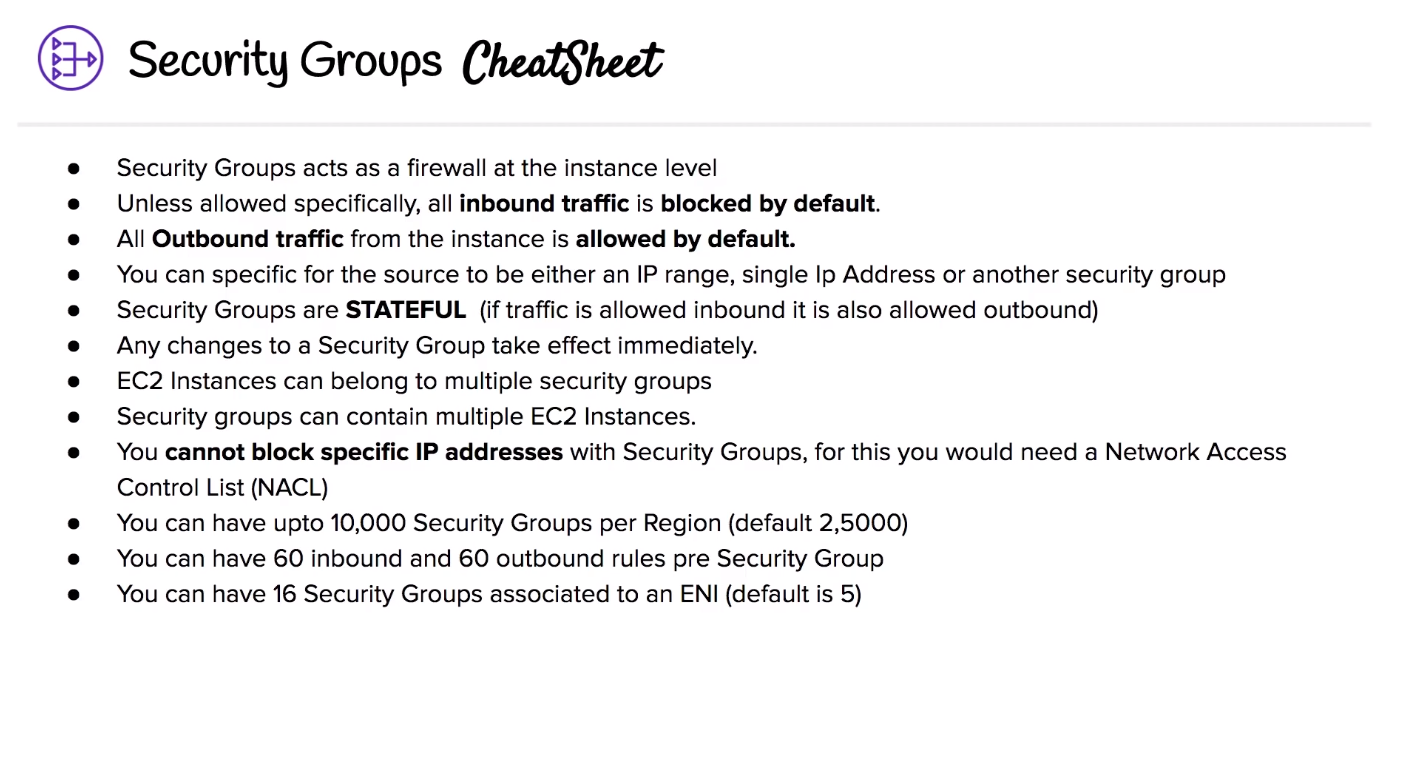 Security Groups CheatSheet
● Security Groups acts as a firewall at the instance level
● Unless allowed specifically, all inbound traffic is blocked by default.
● All Outbound traffic from the instance is allowed by default.
● You can specific for the source to be either an IP range, single Ip Address or another security group
● Security Groups are STATEFUL (if traffic is allowed inbound it is also allowed outbound)
● Any changes to a Security Group take effect immediately.
● EC2 Instances can belong to multiple security groups
● Security groups can contain multiple EC2 Instances.
● You cannot block specific IP addresses with Security Groups, for this you would need a Network Access
Control List (NACL)
● You can have upto 10,000 Security Groups per Region (default 2,5000)
● You can have 60 inbound and 60 outbound rules pre Security Group
● You can have 16 Security Groups associated to an ENI (default is 5)